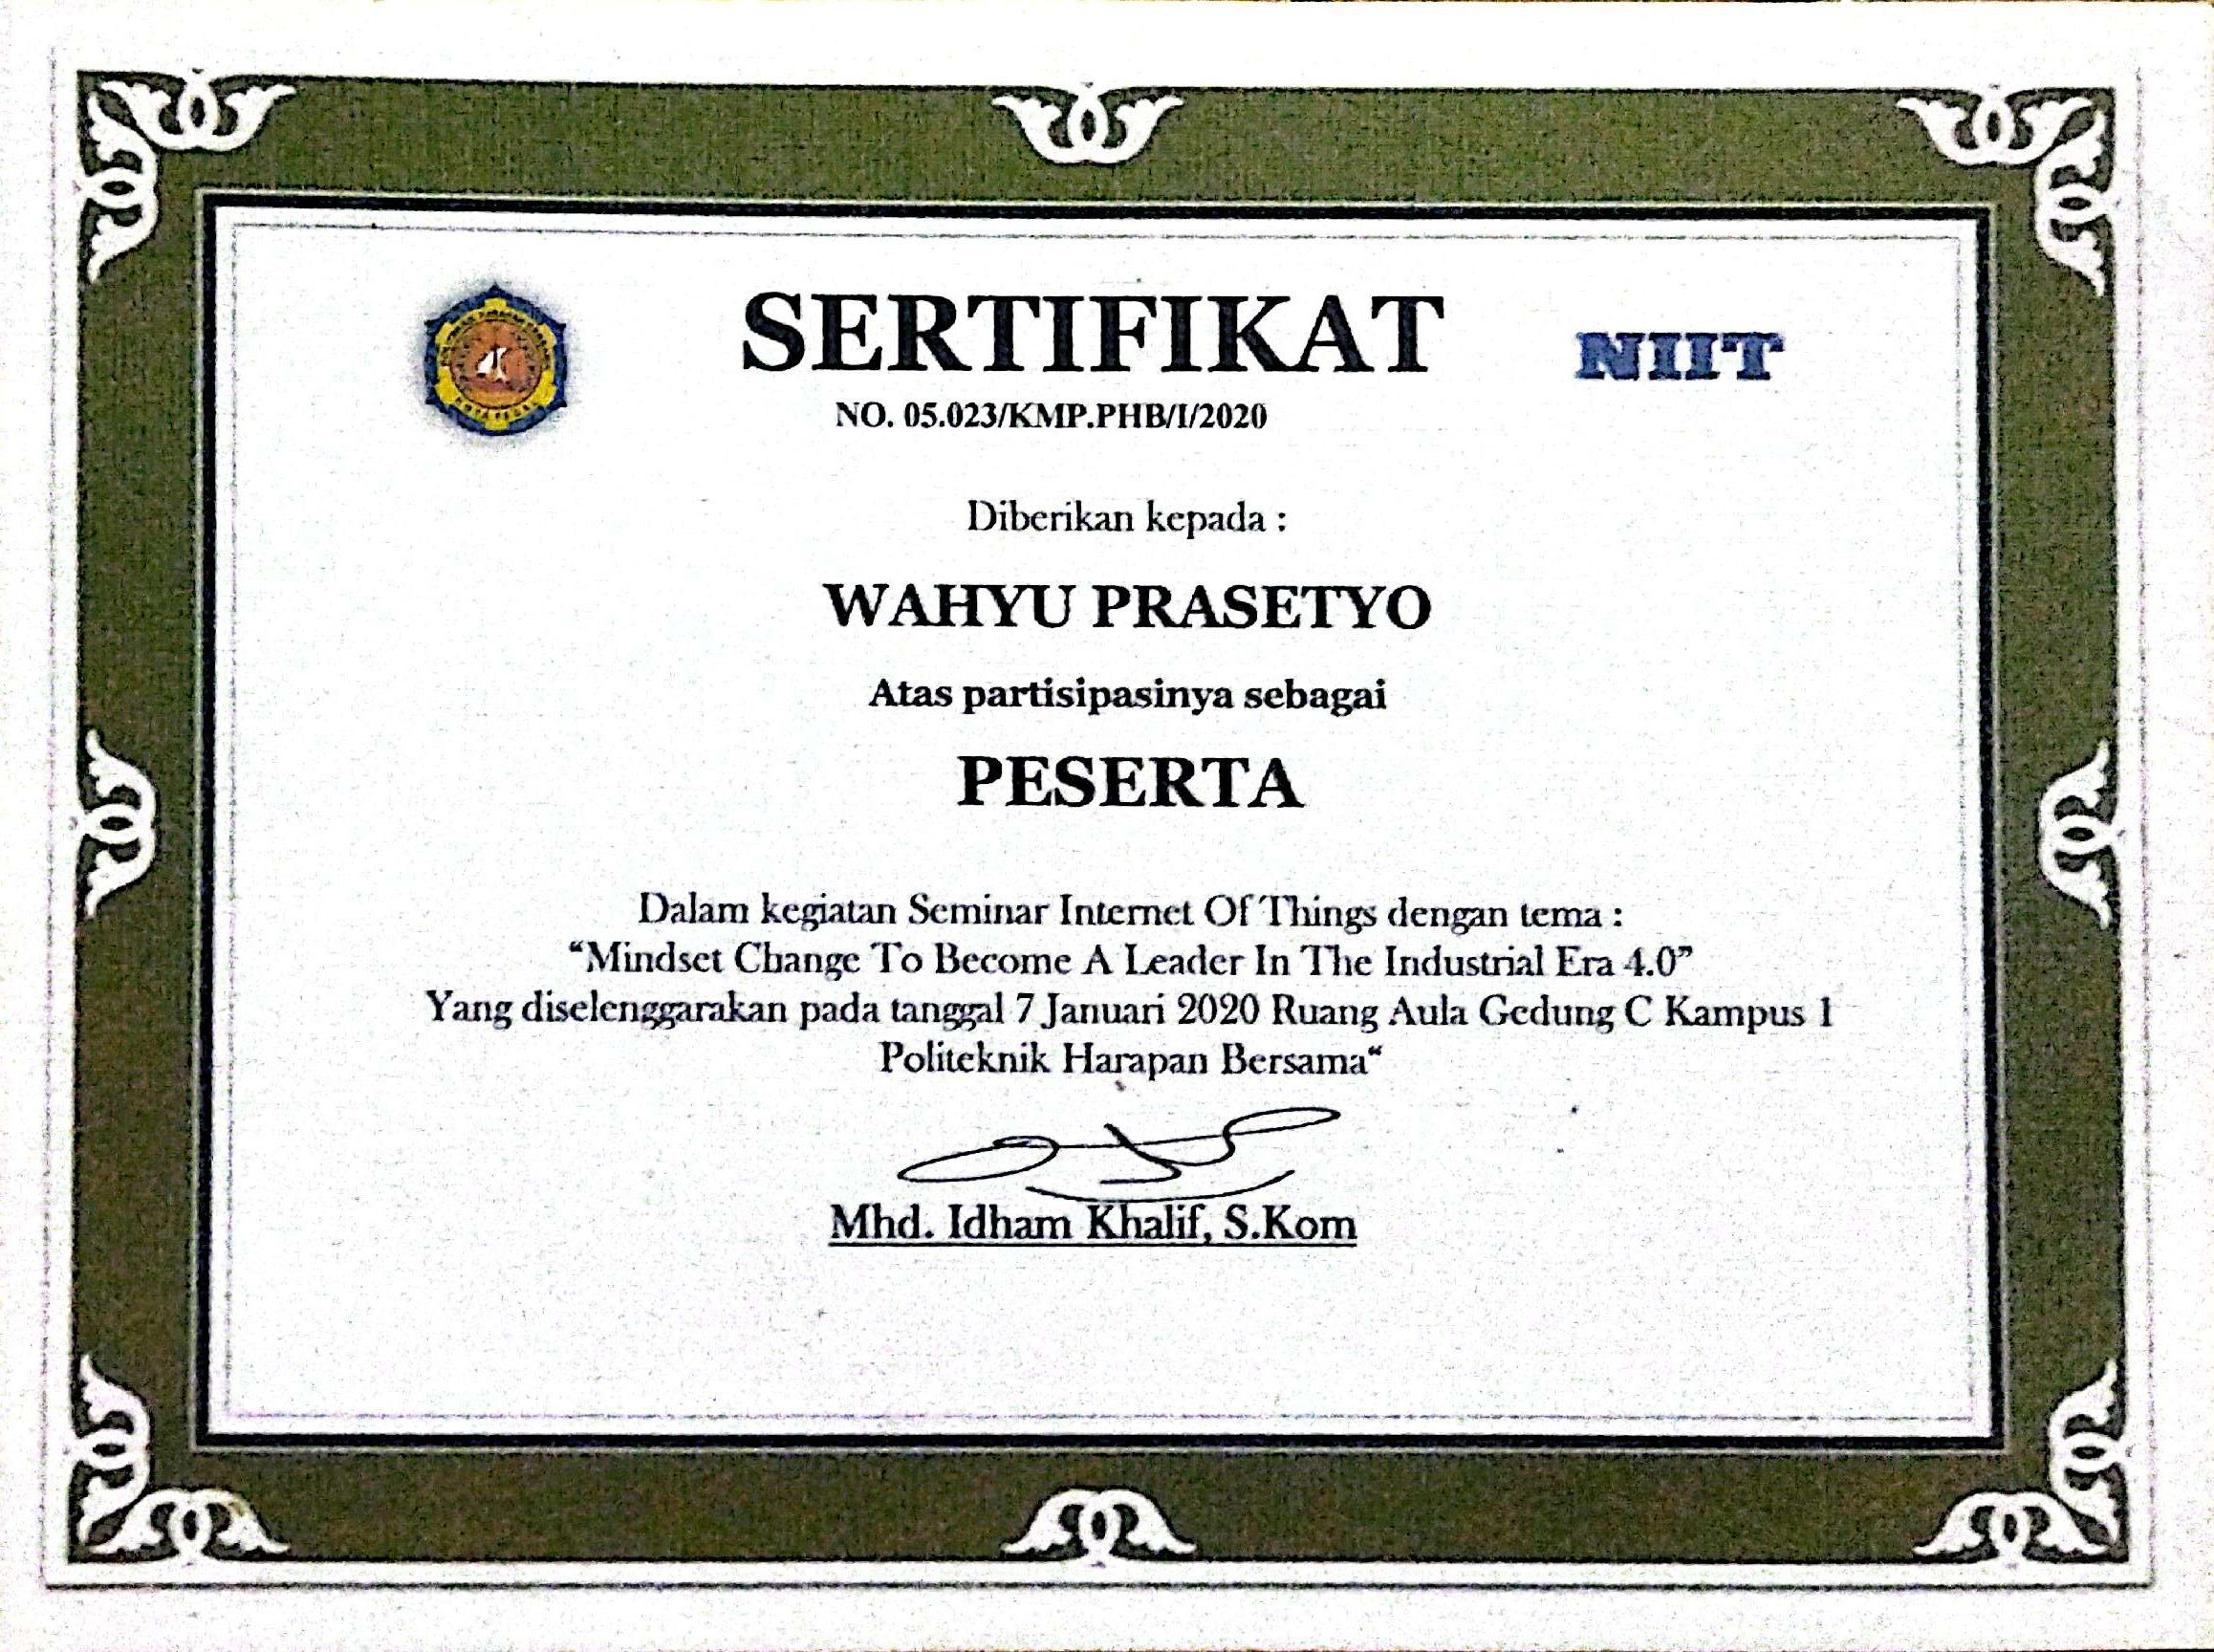 SERTIFIKAT
NIIT
NO. 05.023/KMP.PHB/I/2020
Diberikan kepada :
WAHYU PRASETYO
Atas partisipasinya sebagai
PESERTA
Dalam kegiatan Seminar Internet Of Things dengan tema :
“Mindset Change To Become A Leader In The Industrial Era 4.0”
Yang diselenggarakan pada tanggal 7 Januari 2020 Ruang Aula Gedung C Kampus 1
Politeknik Harapan Bersama“
Mhd. Idham Khalif, S.Kom